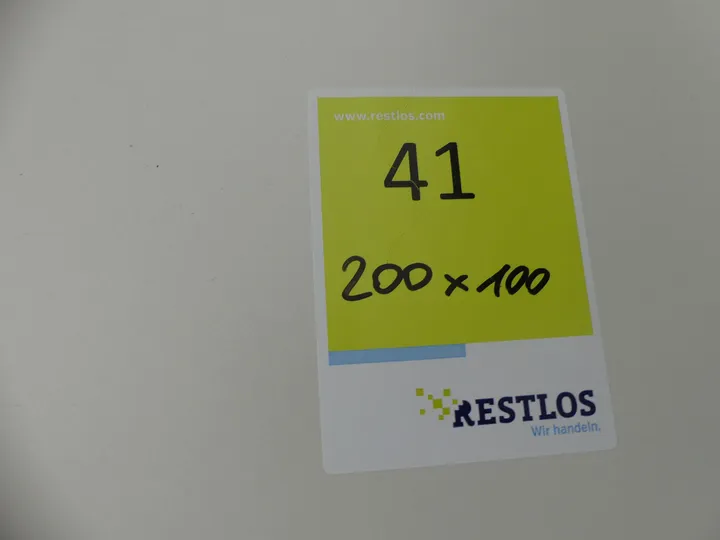 www.restlos.com
41
200 x 100
RESTLOS
Wir handeln.